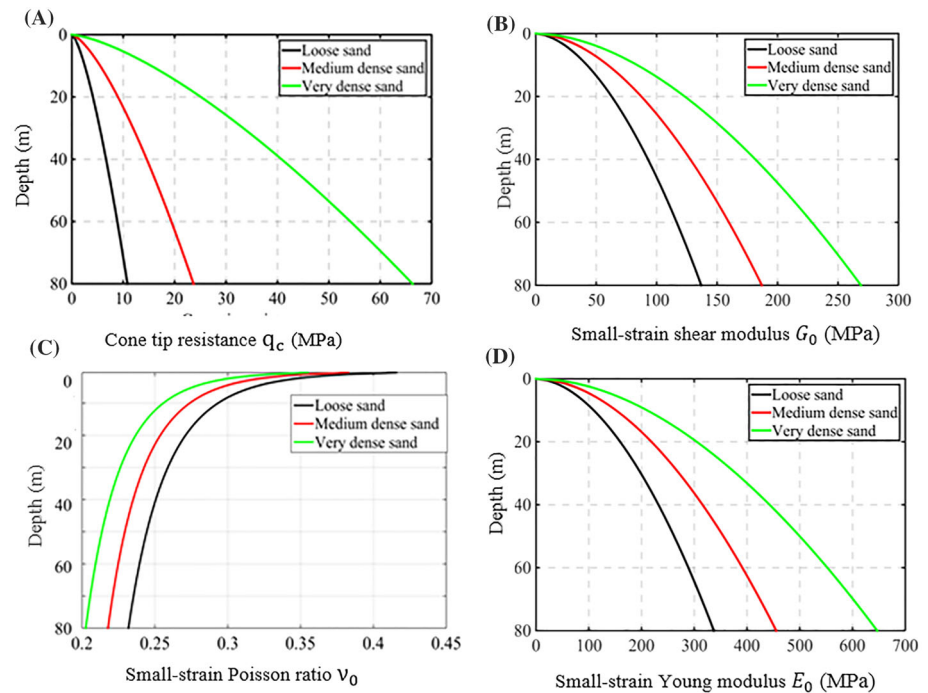 (A)
Loose sand
Medium dense sand
Very dense sand
Depth (m)
0
20
40
60
80
0 10 20 30 40 50 60 70
Cone tip resistance qc (MPa)
(B)
Loose sand
Medium dense sand
Very dense sand
Depth (m)
0
20
40
60
80
0 50 100 150 200 250 300
Small-strain shear modulus G0 (MPa)
(C)
Loose sand
Medium dense sand
Very dense sand
Depth (m)
0
20
40
60
80
0.2 0.25 0.3 0.35 0.4 0.45
Small-strain Poisson ratio ν0
(D)
Loose sand
Medium dense sand
Very dense sand
Depth (m)
0
20
40
60
80
0 100 200 300 400 500 600 700
Small-strain Young modulus E0 (MPa)